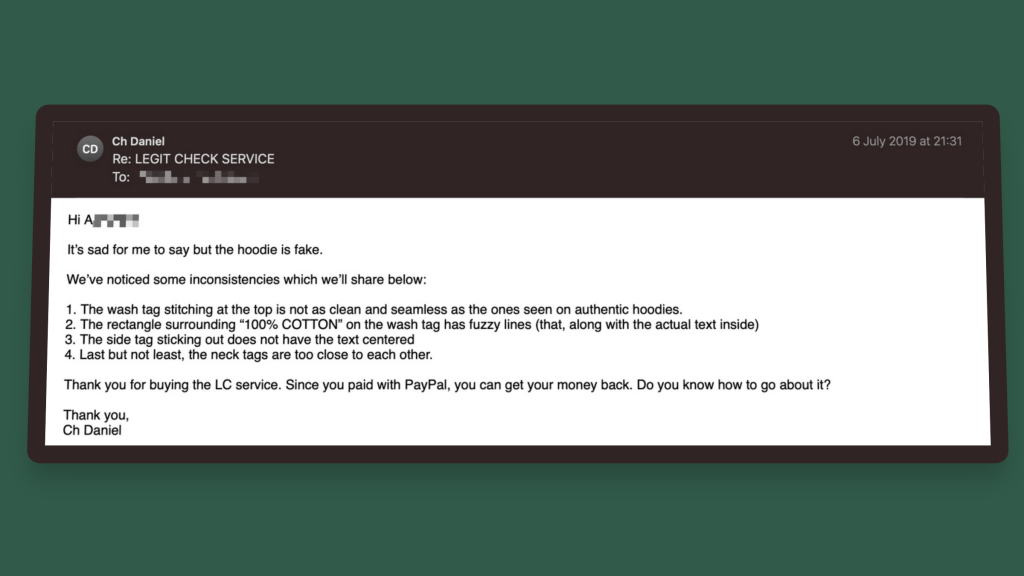 CD
Ch Daniel
6 July 2019 at 21:31
Re: LEGIT CHECK SERVICE
To:
Hi A
It's sad for me to say but the hoodie is fake.
We've noticed some inconsistencies which we'll share below:
1. The wash tag stitching at the top is not as clean and seamless as the ones seen on authentic hoodies.
2. The rectangle surrounding “100% COTTON” on the wash tag has fuzzy lines (that, along with the actual text inside)
3. The side tag sticking out does not have the text centered
4. Last but not least, the neck tags are too close to each other.
Thank you for buying the LC service. Since you paid with PayPal, you can get your money back. Do you know how to go about it?
Thank you,
Ch Daniel